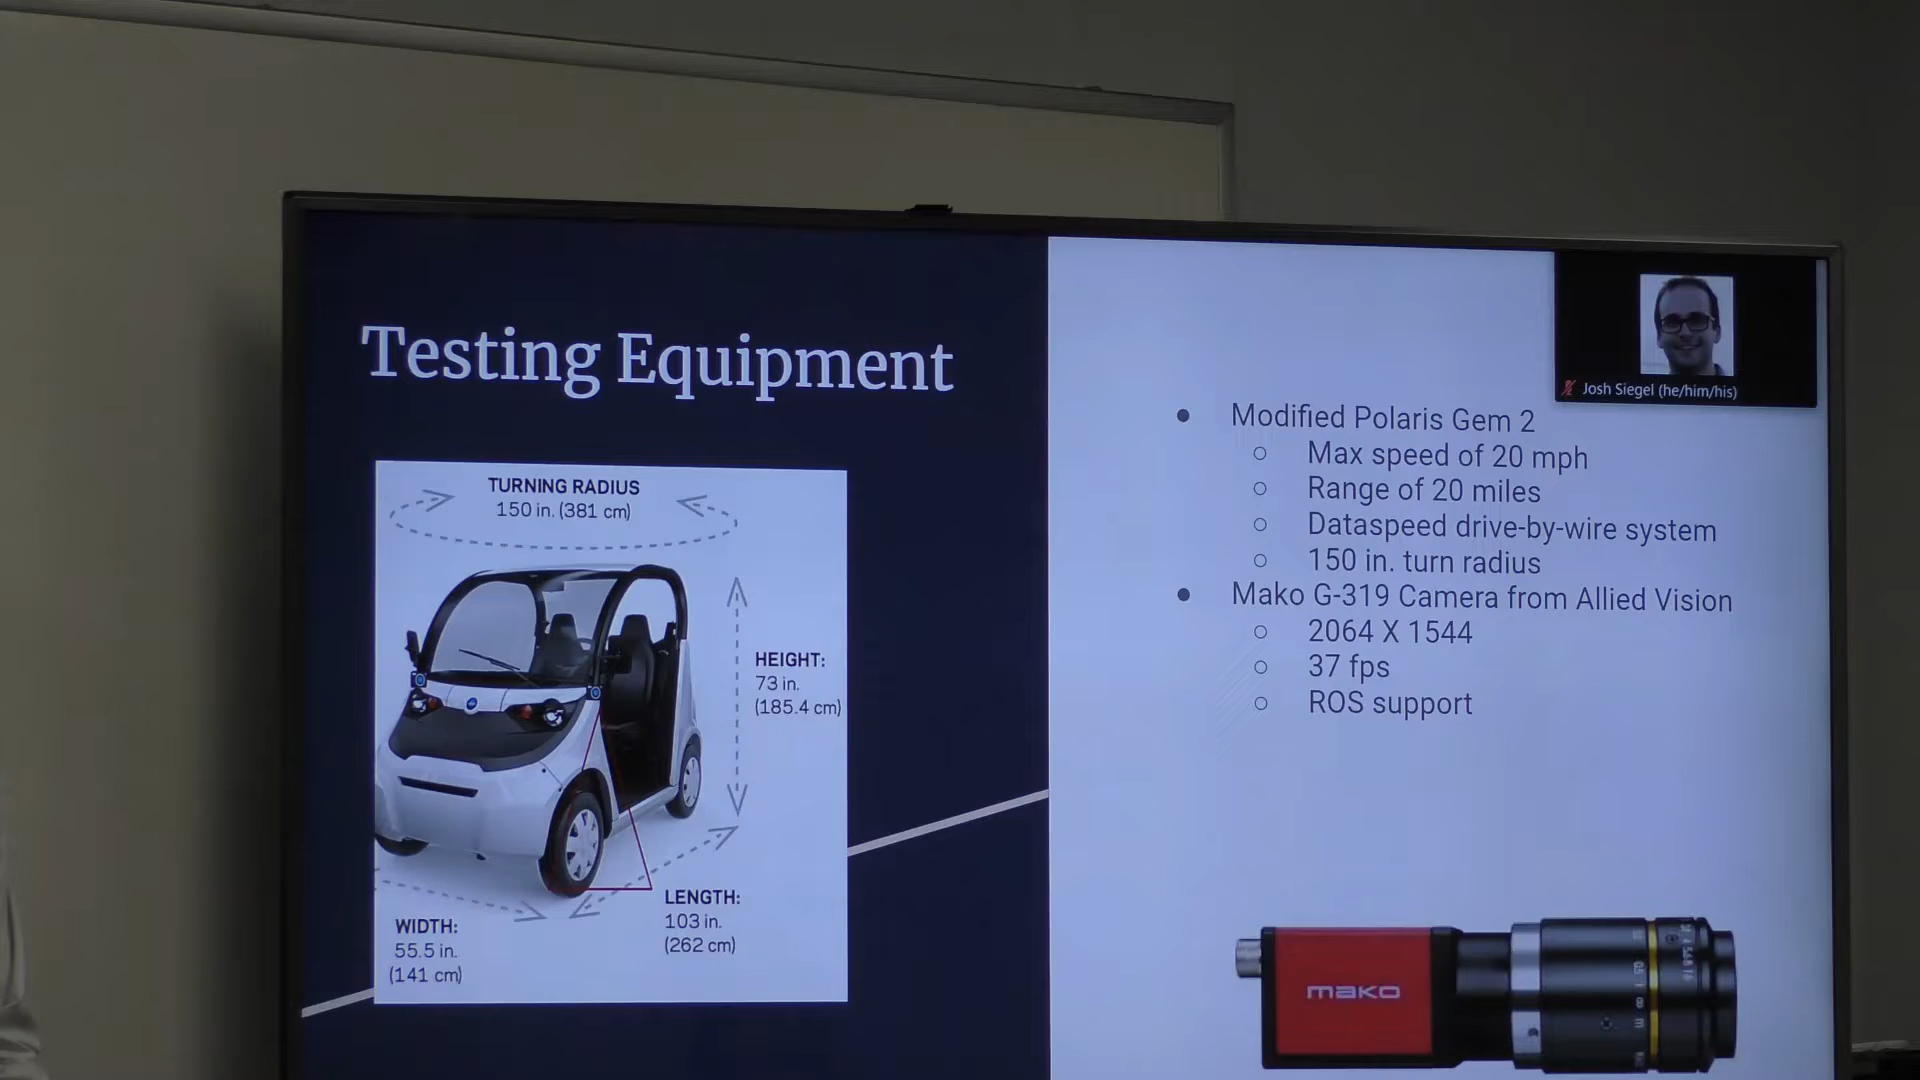 Testing Equipment
TURNING RADIUS
150 in. (381 cm)
HEIGHT:
73 in.
(185.4 cm)
LENGTH:
103 in.
(262 cm)
WIDTH:
55.5 in.
(141 cm)
Josh Siegel (he/him/his)
Modified Polaris Gem 2
Max speed of 20 mph
Range of 20 miles
Dataspeed drive-by-wire system
150 in. turn radius
Mako G-319 Camera from Allied Vision
2064 X 1544
37 fps
ROS support
mako